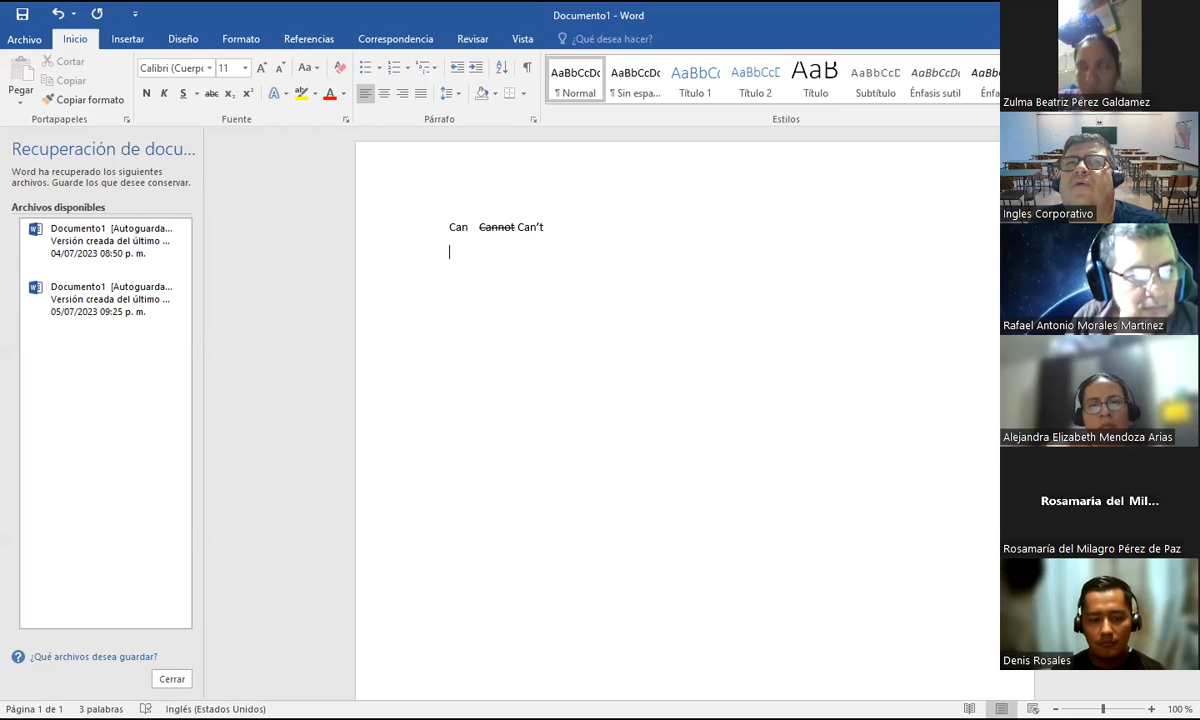 Documento1 - Word
Archivo Inicio Insertar Diseño Formato Referencias Correspondencia Revisar Vista ¿Qué desea hacer?
Pegar
Cortar
Copiar
Copiar formato
Portapapeles
Calibri (Cuerpo 11
N K S abc x₂ x²
Fuente
Párrafo
AaBbCcDc AaBbCcDc AaBbCc AaBbCcD AaB AaBbCcD AaBbCcDc AaBb
¶ Normal ¶ Sin espa... Título 1 Título 2 Título Subtítulo Énfasis sutil Énfa
Estilos
Recuperación de docu...
Word ha recuperado los siguientes
archivos. Guarde los que desee conservar.
Archivos disponibles
Documento1 [Autoguarda...
Versión creada del último ...
04/07/2023 08:50 p. m.
Documento1 [Autoguarda...
Versión creada del último ...
05/07/2023 09:25 p. m.
¿Qué archivos desea guardar?
Cerrar
Can Cannot Can't
Zulma Beatriz Perez Galdamez
Ingles Corporativo
Rafael Antonio Morales Martinez
Alejandra Elizabeth Mendoza Arias
Rosamaría del Mil...
Rosamaría del Milagro Pérez de Paz
Denis Rosales
Página 1 de 1 3 palabras Inglés (Estados Unidos) 100 %